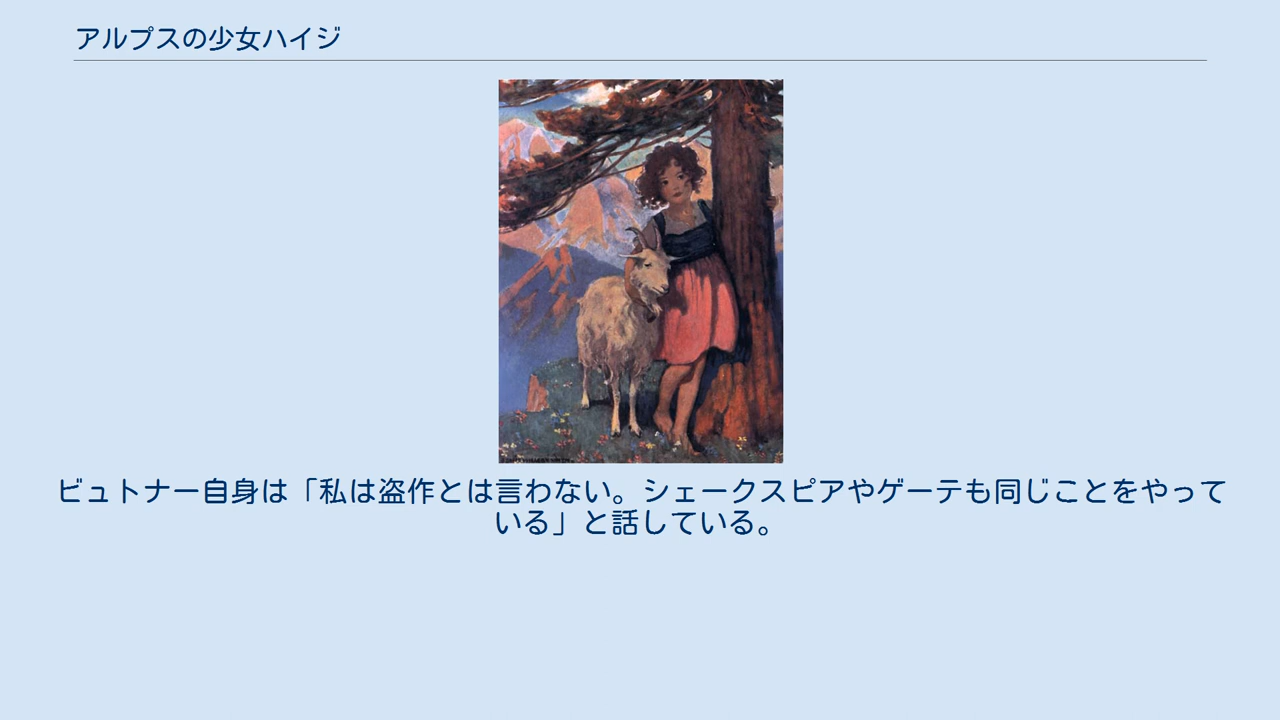 アルプスの少女ハイジ
ビュトナー自身は「私は盗作とは言わない。シェークスピアやゲーテも同じことをやって
いる」と話している。